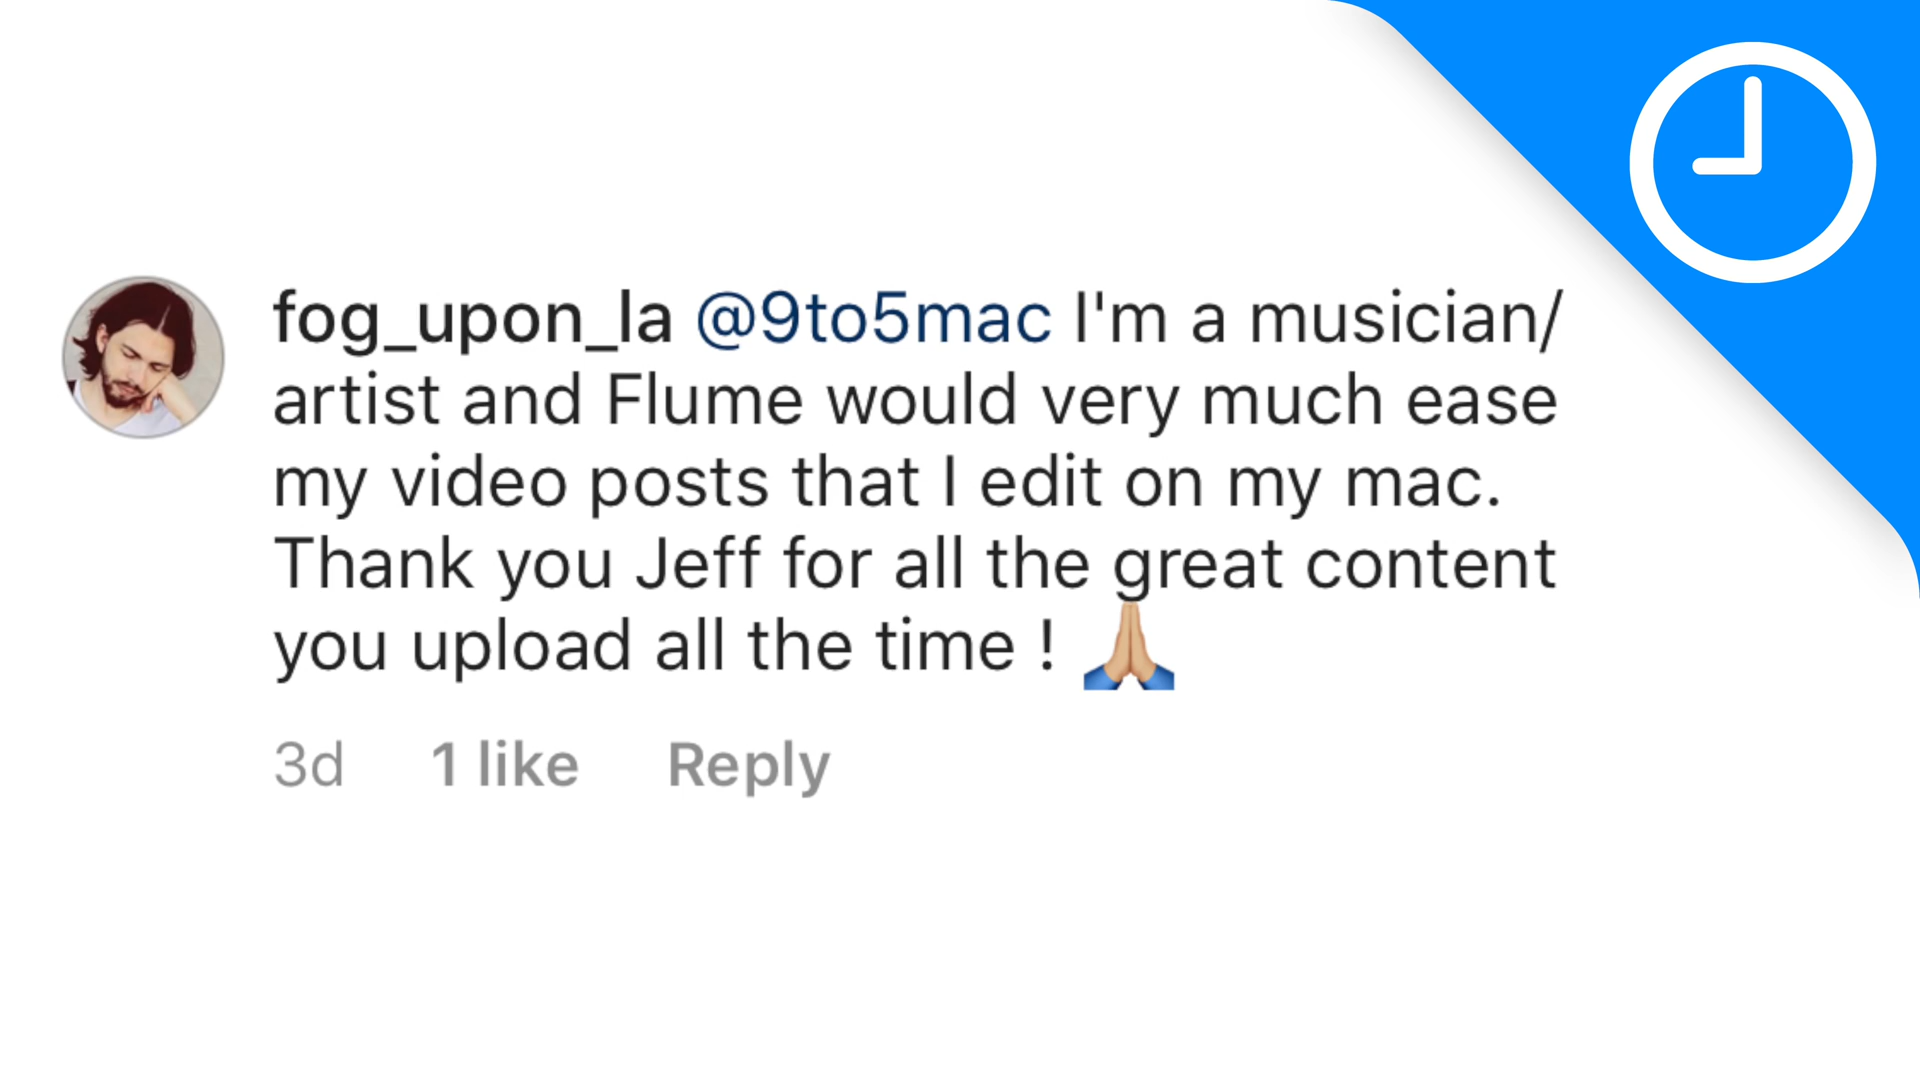 fog_upon_la @9to5mac I'm a musician/
artist and Flume would very much ease
my video posts that I edit on my mac.
Thank you Jeff for all the great content
you upload all the time ! 🙏🏼
3d 1 like Reply